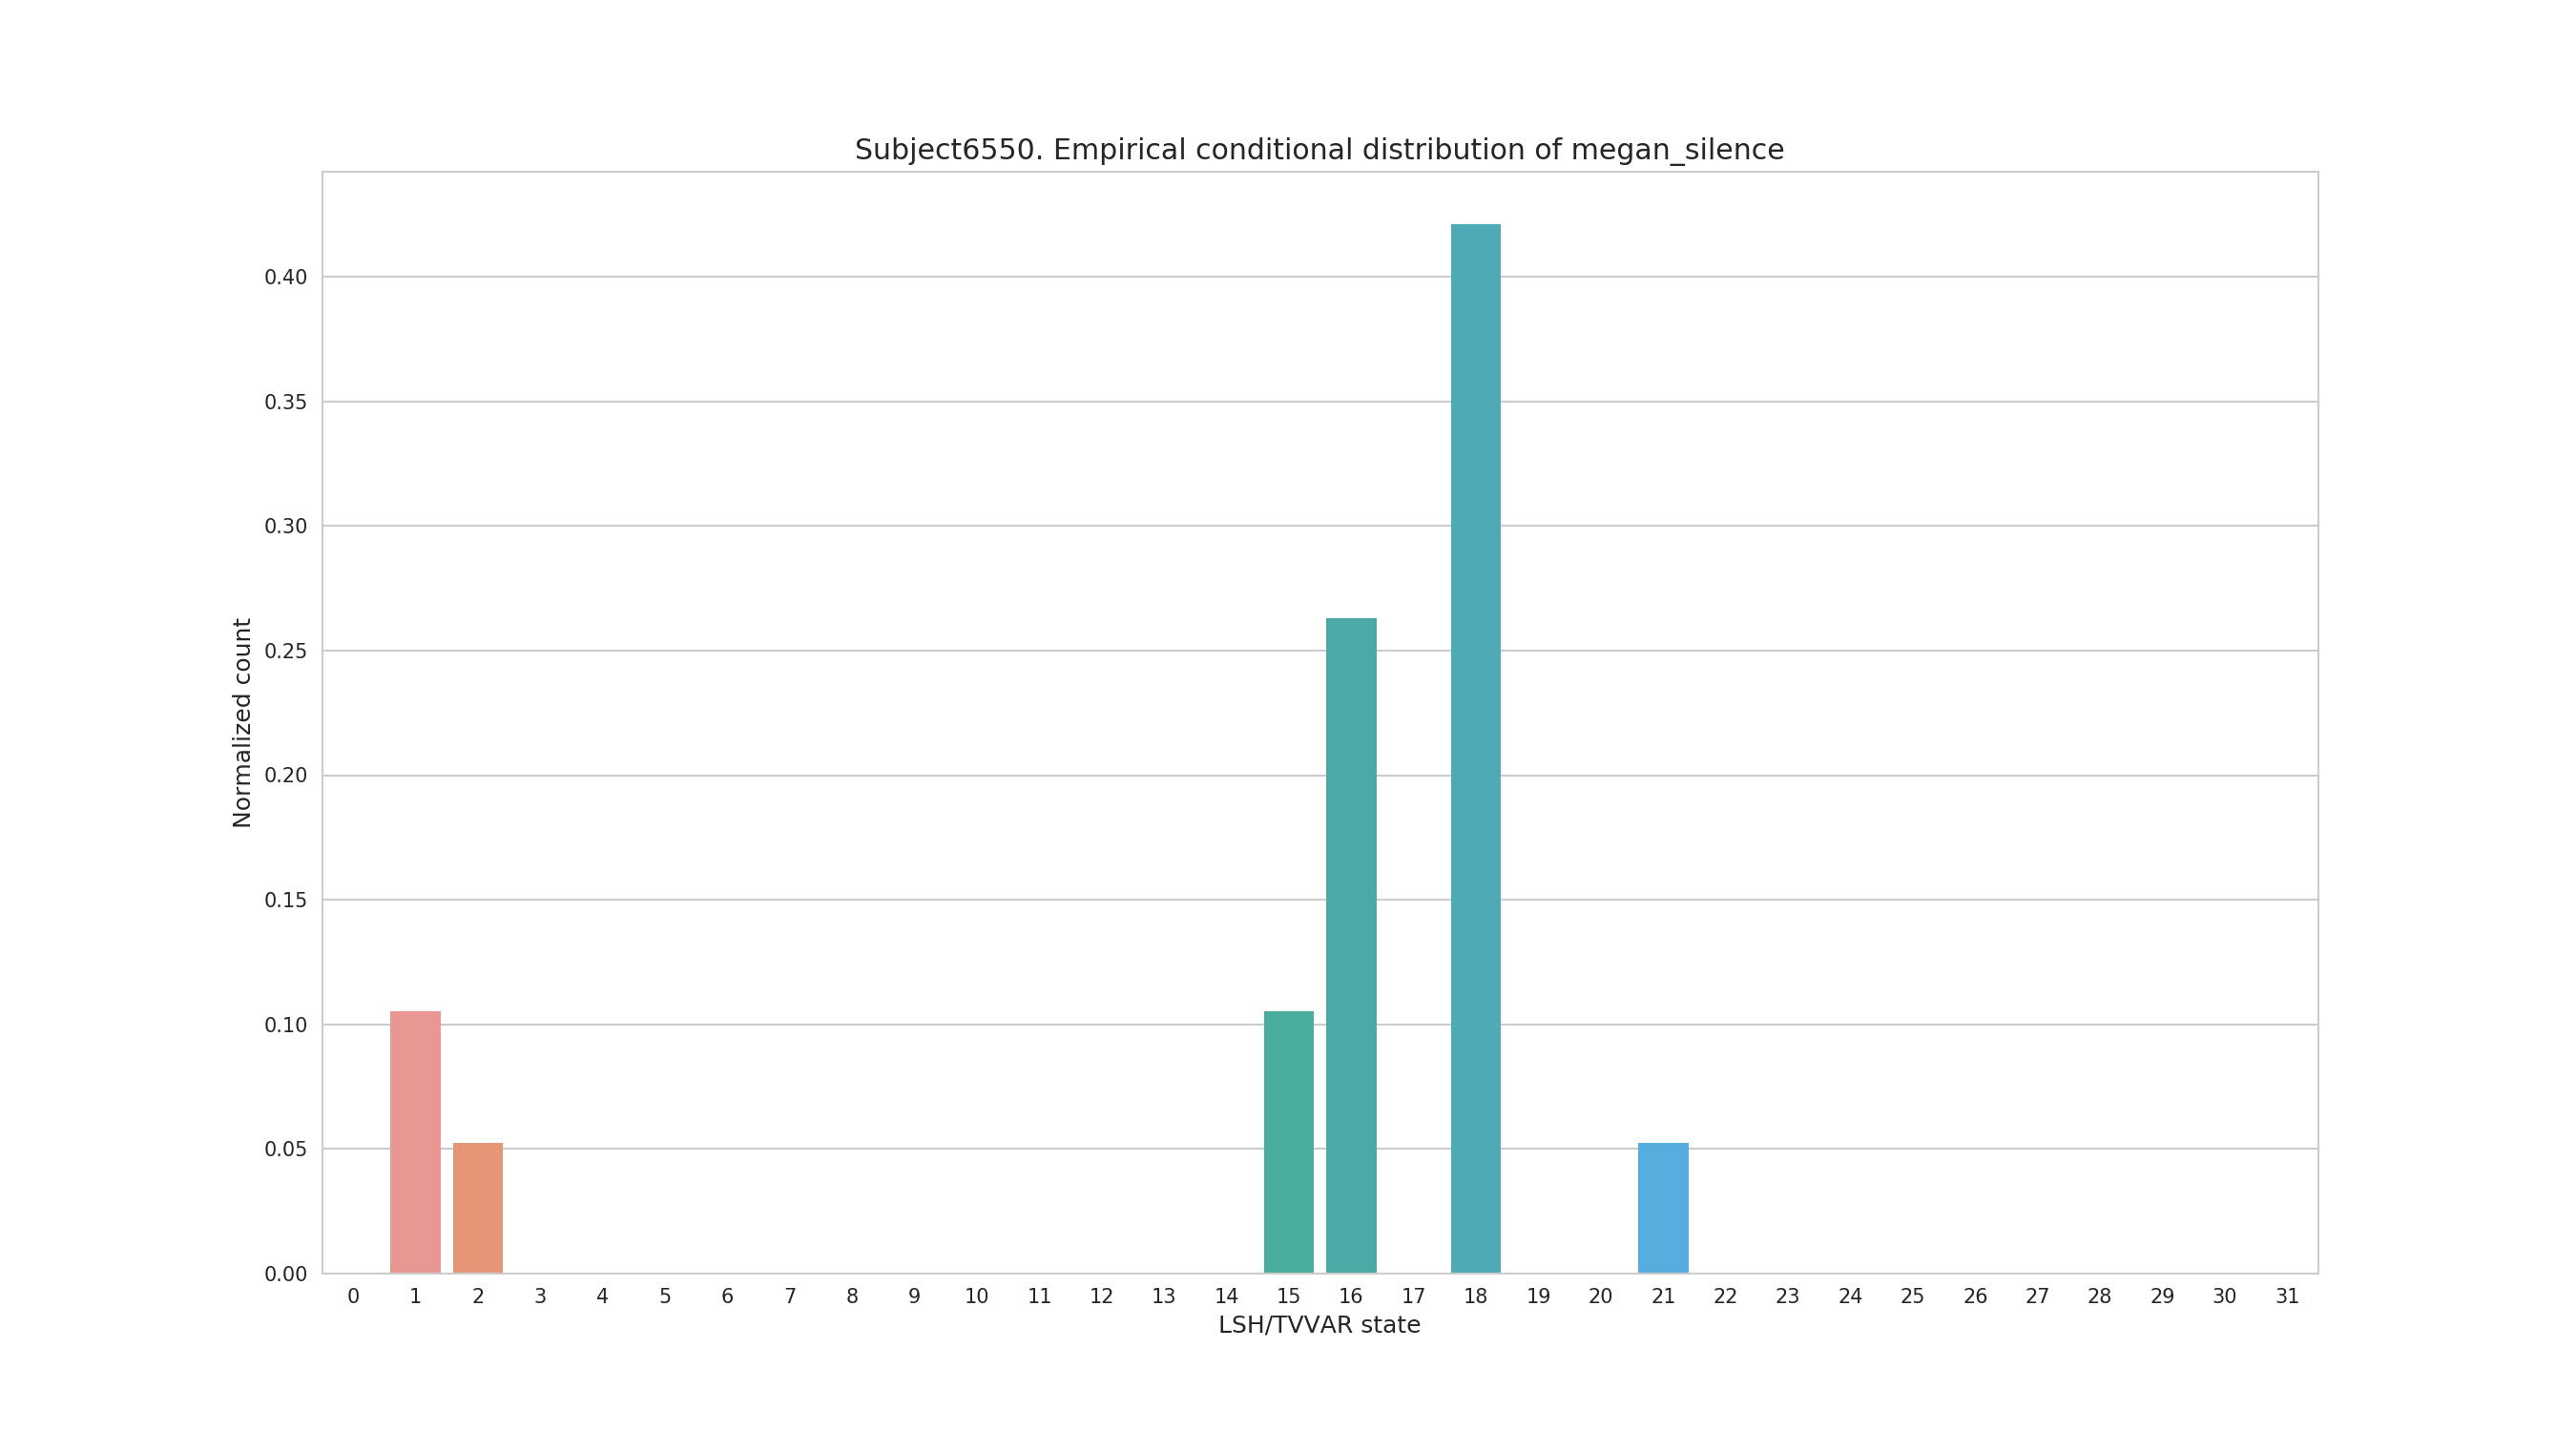 Subject6550. Empirical conditional distribution of megan_silence
Normalized count
0.40
0.35
0.30
0.25
0.20
0.15
0.10
0.05
0.00
0 1 2 3 4 5 6 7 8 9 10 11 12 13 14 15 16 17 18 19 20 21 22 23 24 25 26 27 28 29 30 31
LSH/TVVAR state